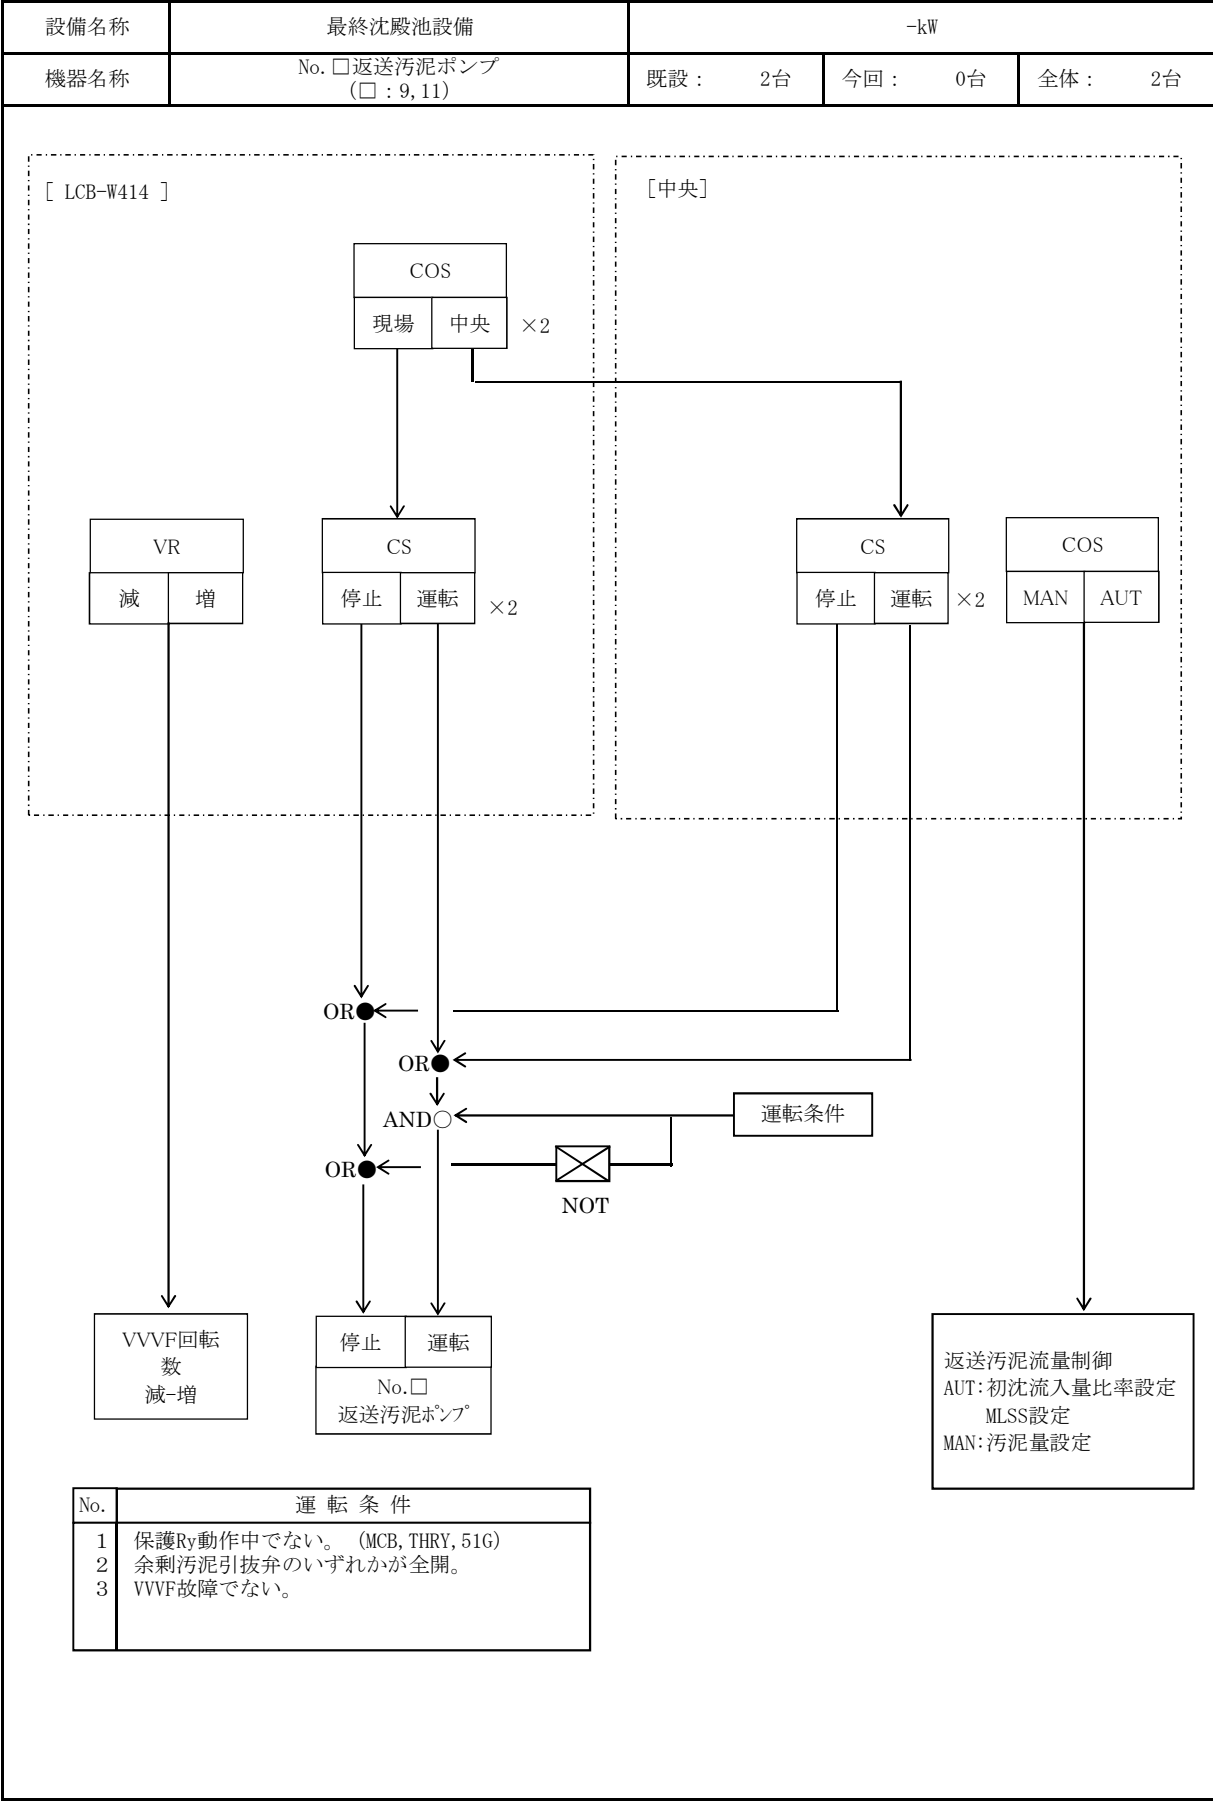 設備名称 最終沈殿池設備 -kW
機器名称 No.□返送汚泥ポンプ
(□：9,11)
既設： 2台 今回： 0台 全体： 2台
[ LCB-W414 ]
[中央]
COS
現場 中央 ×2
VR
減 増
CS
停止 運転 ×2
CS
停止 運転 ×2
COS
MAN AUT
OR
OR
AND
運転条件
OR
NOT
VVVF回転
数
減-増
停止 運転
No.□
返送汚泥ﾎﾟﾝﾌﾟ
返送汚泥流量制御
AUT:初沈流入量比率設定
MLSS設定
MAN:汚泥量設定
No. 運 転 条 件
1 保護Ry動作中でない。 (MCB,THRY,51G)
2 余剰汚泥引抜弁のいずれかが全開。
3 VVVF故障でない。